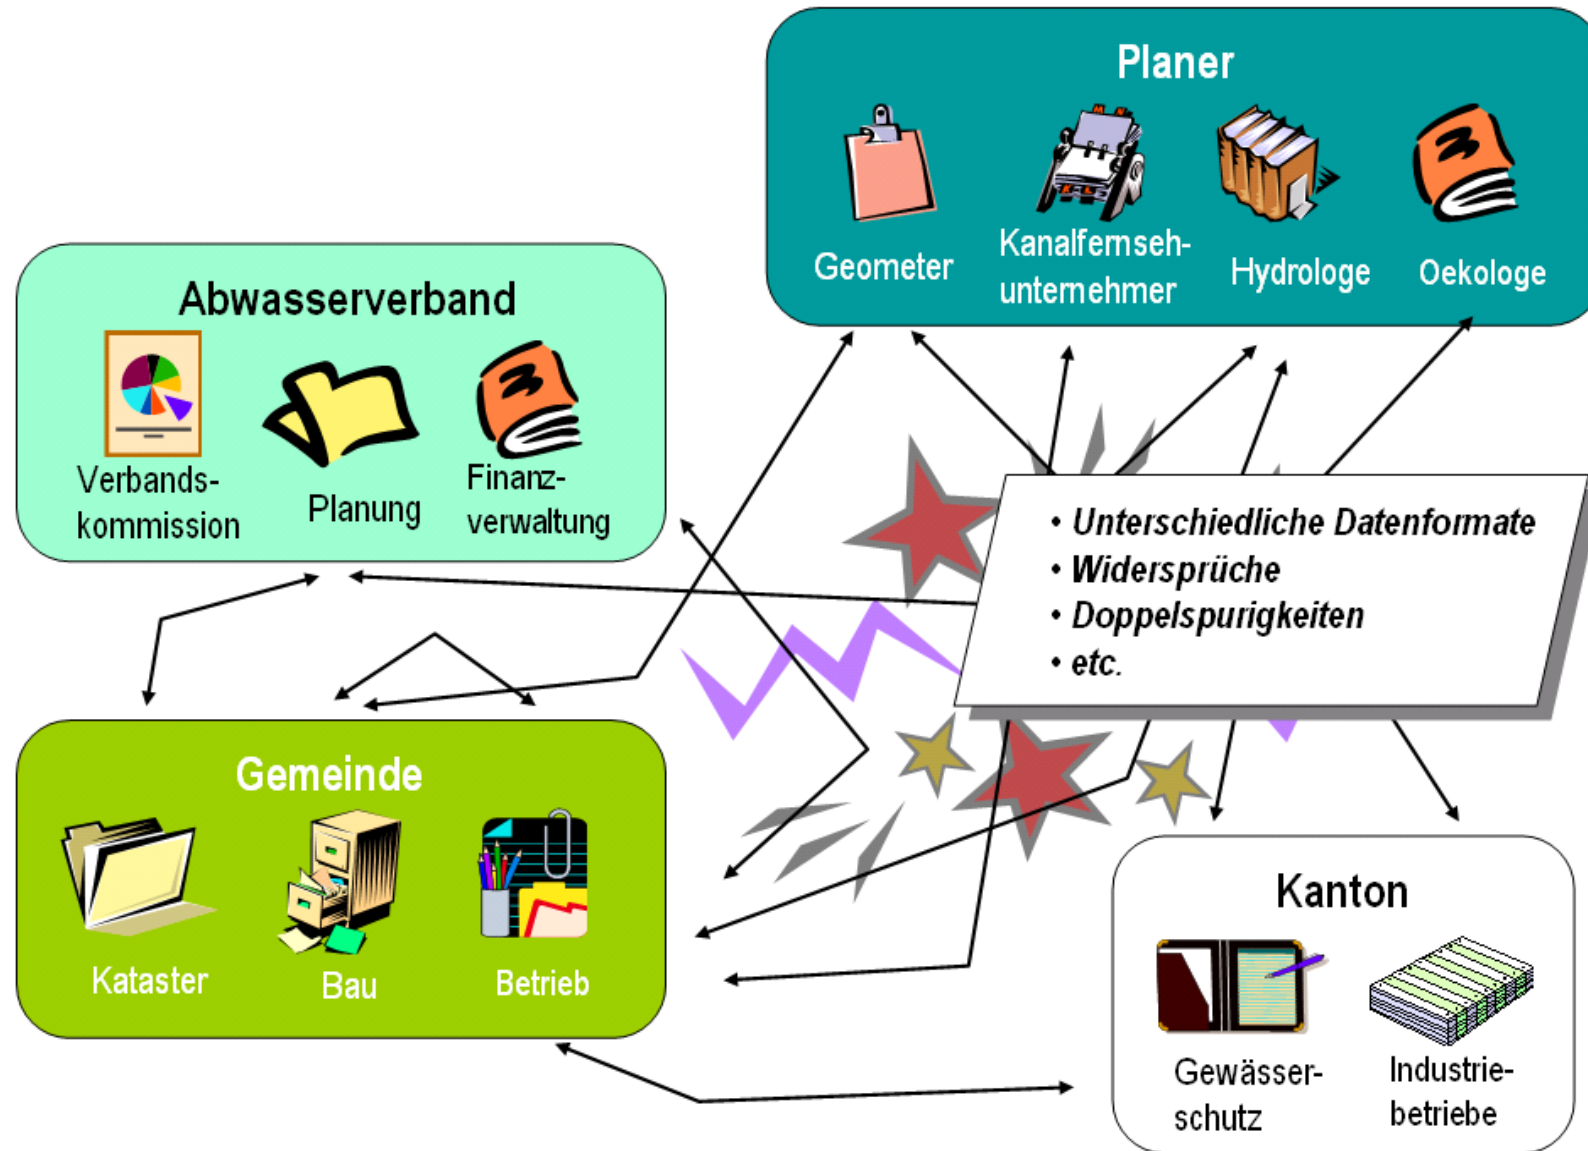 Planer
Geometer
Kanalfernseh-
unternehmer
Hydrologe
Oekologe
Abwasserverband
Verbands-
kommission
Planung
Finanz-
verwaltung
• Unterschiedliche Datenformate
• Widersprüche
• Doppelspurigkeiten
• etc.
Gemeinde
Kataster
Bau
Betrieb
Kanton
Gewässer-
schutz
Industrie-
betriebe